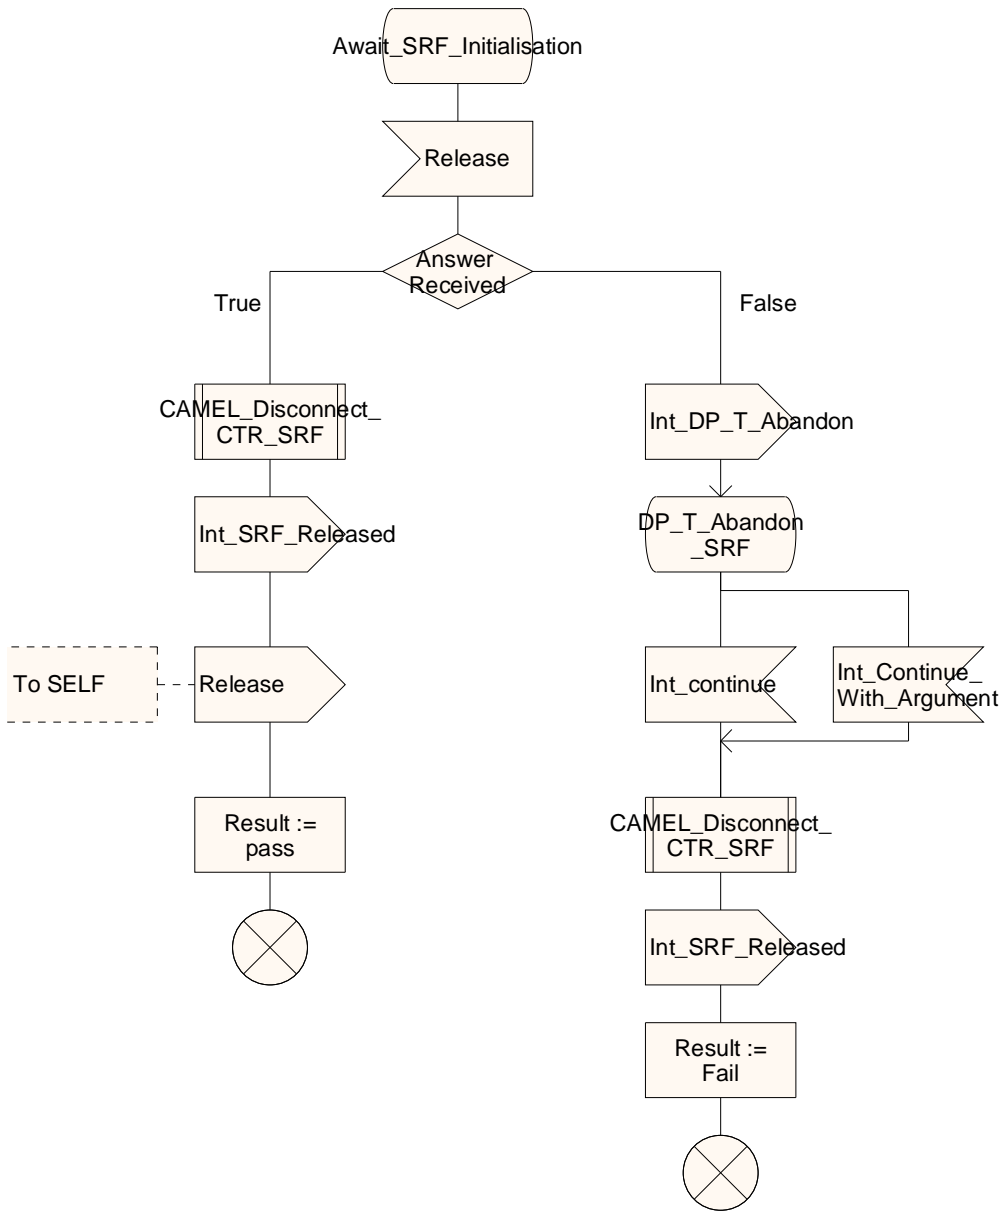 Await_SRF_Initialisation
Release
Answer
Received
True
False
CAMEL_Disconnect_
CTR_SRF
Int_DP_T_Abandon
Int_SRF_Released
DP_T_Abandon
_SRF
To SELF
Release
Int_continue
Int_Continue_
With_Argument
Result :=
pass
CAMEL_Disconnect_
CTR_SRF
Int_SRF_Released
Result :=
Fail